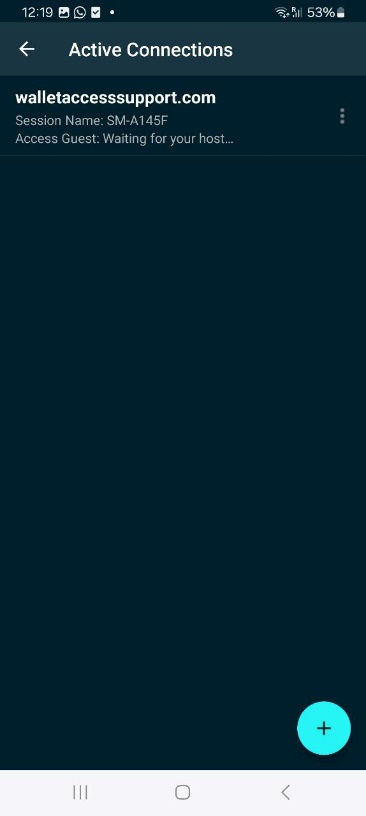 12:19
53%
Active Connections
walletaccesssupport.com
Session Name: SM-A145F
Access Guest: Waiting for your host...